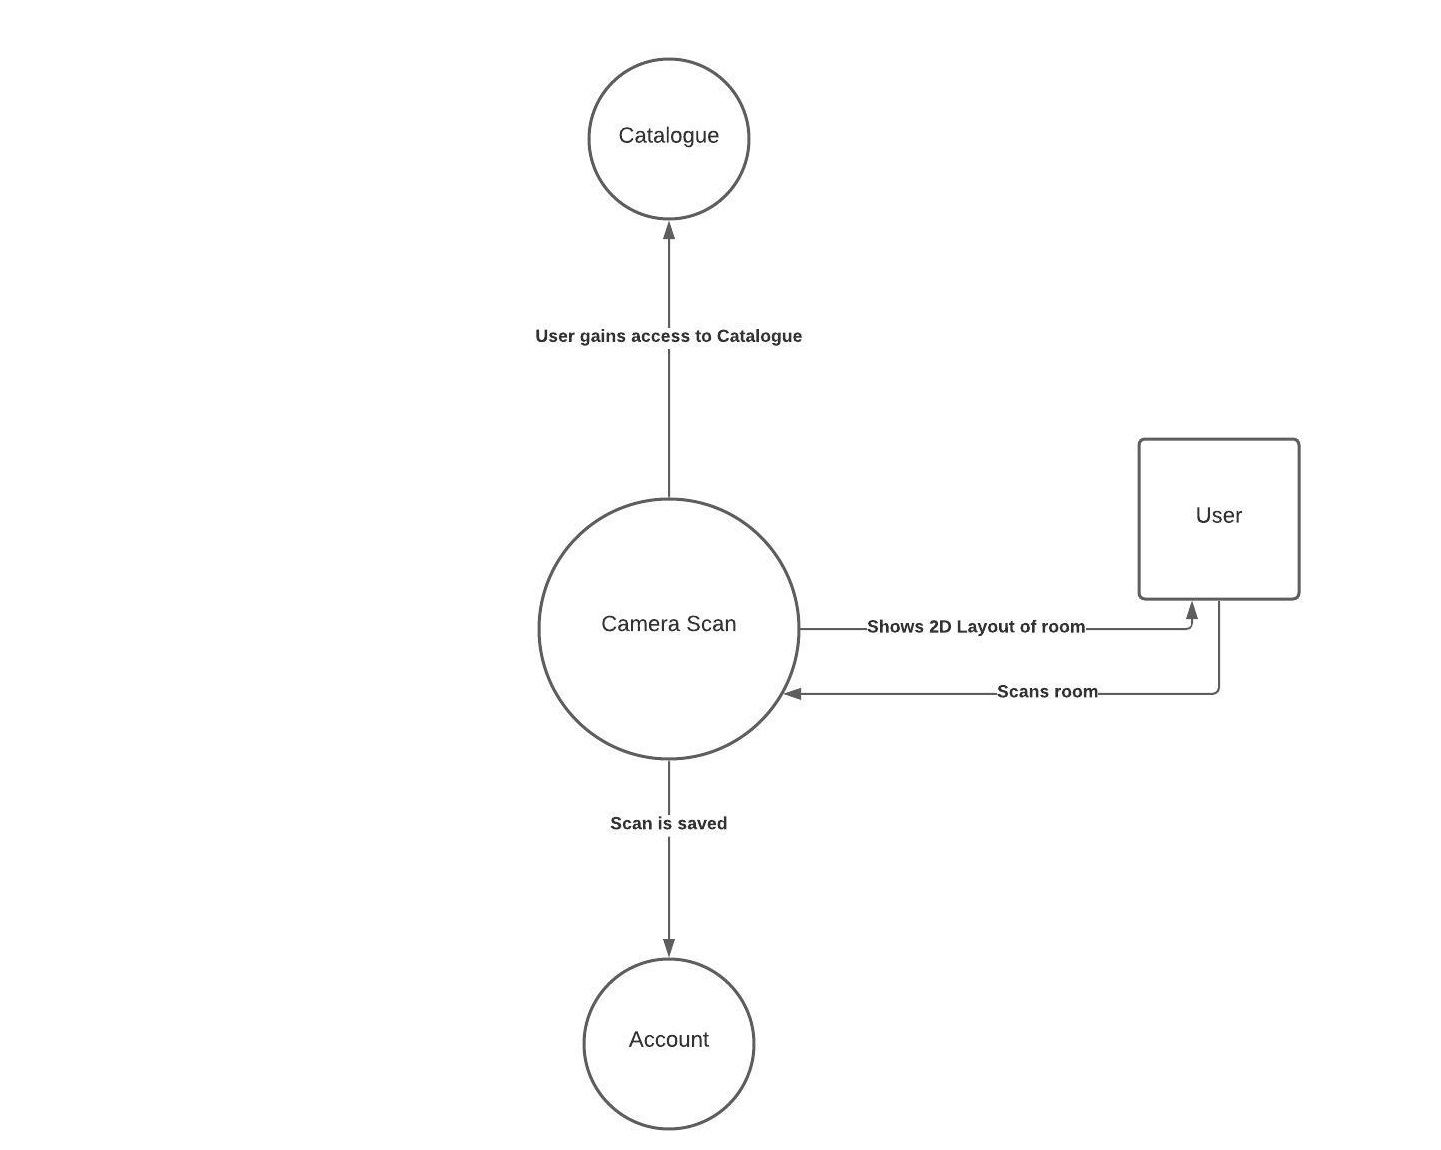 Catalogue
User gains access to Catalogue
User
Camera Scan
Shows 2D Layout of room
Scans room
Scan is saved
Account